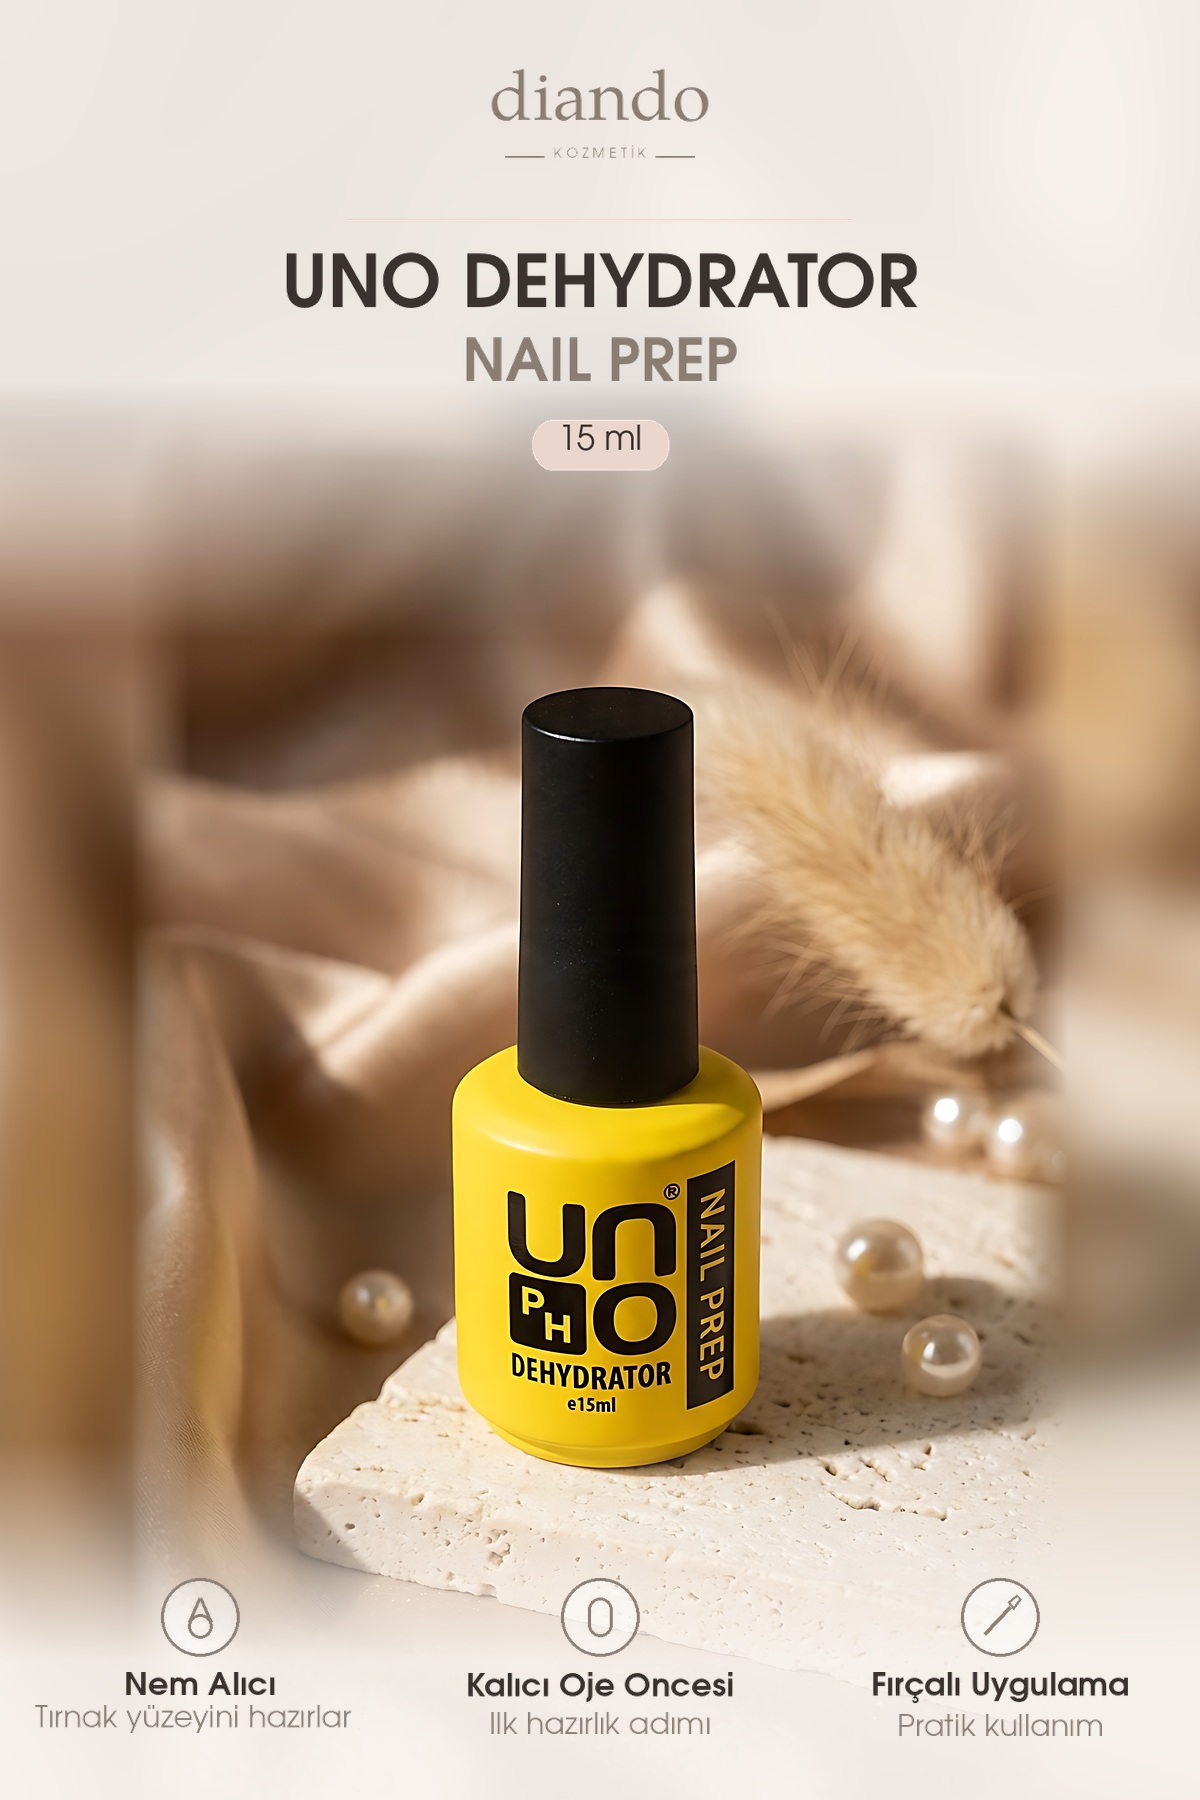 diando
KOZMETİK
UNO DEHYDRATOR
NAIL PREP
15 ml
UN®
PH O
DEHYDRATOR
e15ml
NAIL PREP
Nem Alıcı
Tırnak yüzeyini hazırlar
Kalıcı Oje Oncesi
Ilk hazırlık adımı
Fırçalı Uygulama
Pratik kullanım